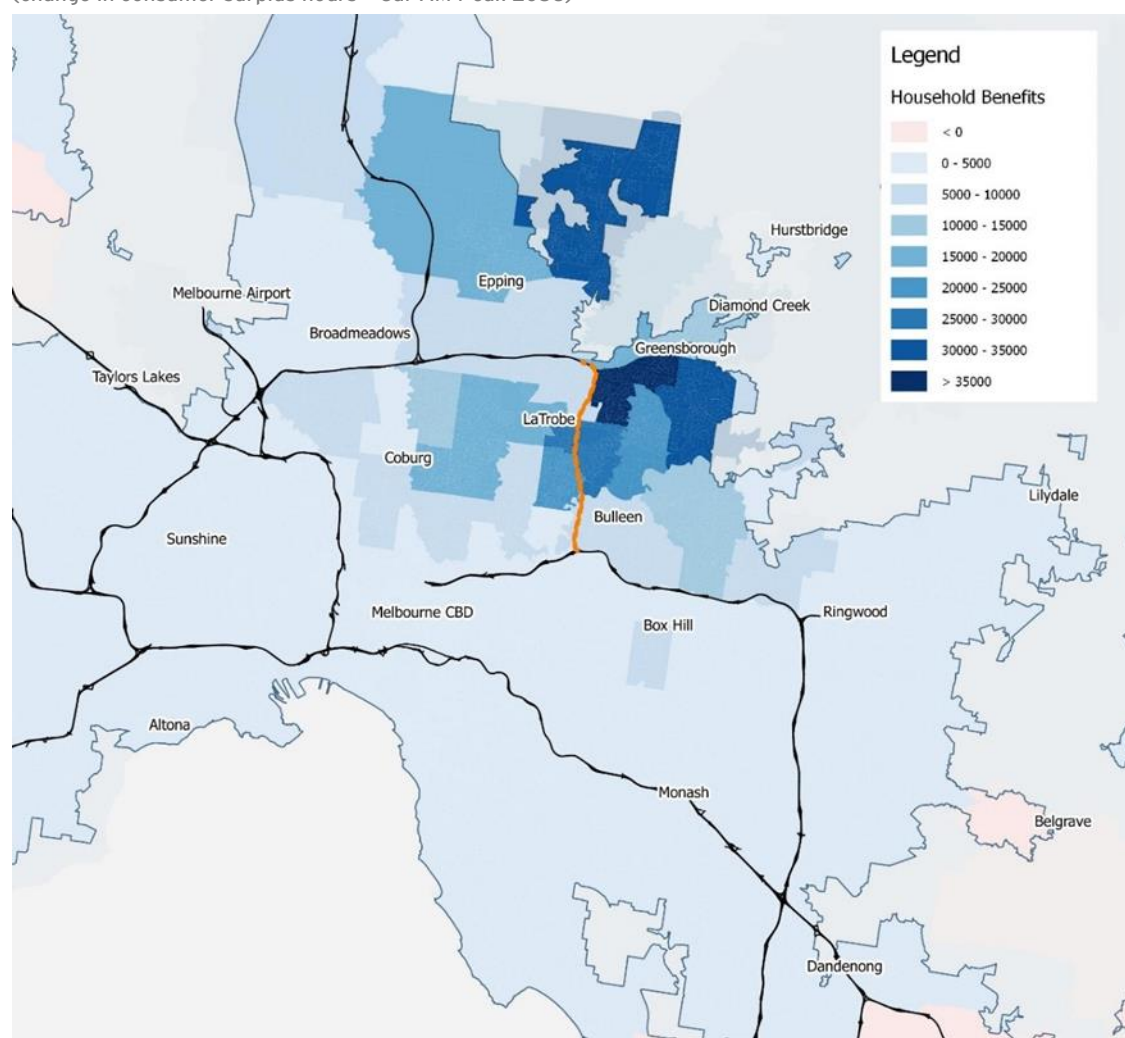 Legend
Household Benefits
< 0
0 - 5000
5000 - 10000
10000 - 15000
15000 - 20000
20000 - 25000
25000 - 30000
30000 - 35000
> 35000
Hurstbridge
Epping
Melbourne Airport
Diamond Creek
Broadmeadows
Greensborough
Taylors Lakes
LaTrobe
Coburg
Lilydale
Bulleen
Sunshine
Melbourne CBD
Ringwood
Box Hill
Altona
Monash
Belgrave
Dandenong